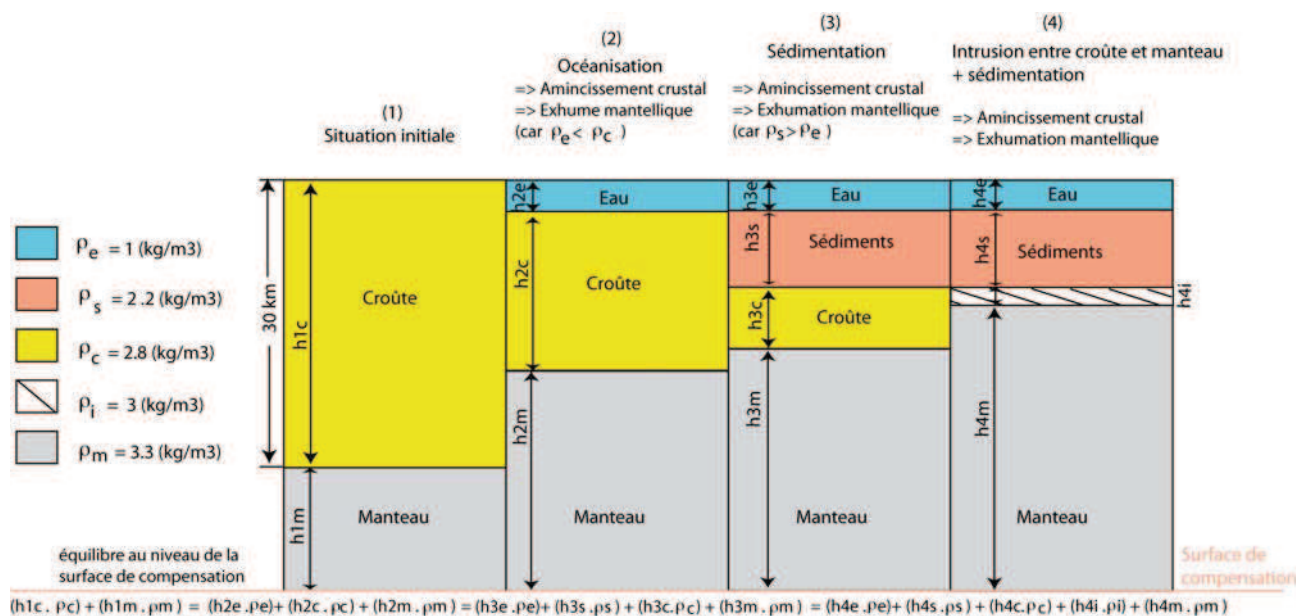 (1)
Situation initiale
(2)
Océanisation
=> Amincissement crustal
=> Exhume mantellique
(car ρe < ρc )
(3)
Sédimentation
=> Amincissement crustal
=> Exhumation mantellique
(car ρs > ρe )
(4)
Intrusion entre croûte et manteau
+ sédimentation
=> Amincissement crustal
=> Exhumation mantellique
ρe = 1 (kg/m3)
ρs = 2.2 (kg/m3)
ρc = 2.8 (kg/m3)
ρi = 3 (kg/m3)
ρm = 3.3 (kg/m3)
30 km
h1c
Croûte
h1m
Manteau
h2e
Eau
h2c
Croûte
h2m
Manteau
h3e
Eau
h3s
Sédiments
h3c
Croûte
h3m
Manteau
h4e
Eau
h4s
Sédiments
h4i
h4m
Manteau
équilibre au niveau de la
surface de compensation
Surface de
compensation
(h1c . ρc) + (h1m . ρm) = (h2e .ρe)+ (h2c . ρc) + (h2m . ρm) = (h3e .ρe)+ (h3s . ρs) + (h3c.ρc) + (h3m . ρm) = (h4e .ρe)+ (h4s . ρs) + (h4c.ρc) + (h4i .ρi) + (h4m . ρm)